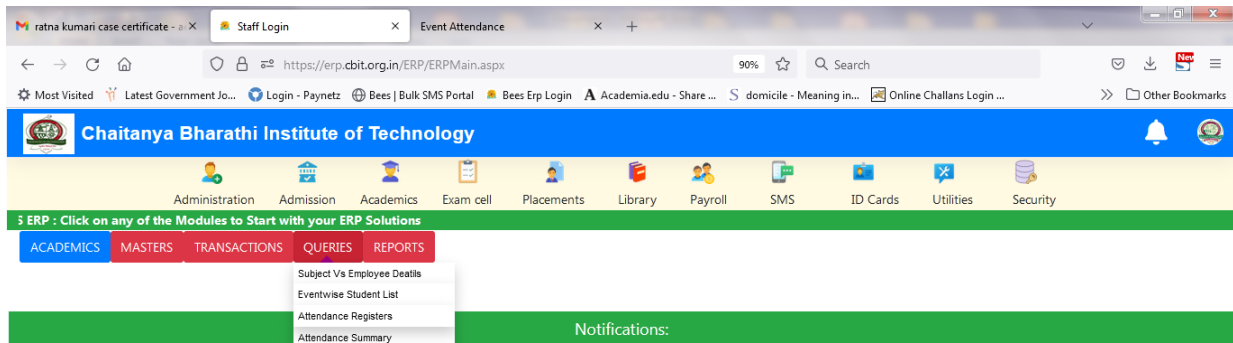 ratna kumari case certificate - a
Staff Login
Event Attendance
https://erp.cbit.org.in/ERP/ERPMain.aspx
90%
Search
New
Most Visited
Latest Government Jo...
Login - Paynetz
Bees | Bulk SMS Portal
Bees Erp Login
Academia.edu - Share ...
domicile - Meaning in...
Online Challans Login ...
Other Bookmarks
Chaitanya Bharathi Institute of Technology
Administration
Admission
Academics
Exam cell
Placements
Library
Payroll
SMS
ID Cards
Utilities
Security
S ERP : Click on any of the Modules to Start with your ERP Solutions
ACADEMICS
MASTERS
TRANSACTIONS
QUERIES
REPORTS
Subject Vs Employee Deatils
Eventwise Student List
Attendance Registers
Attendance Summary
Notifications: